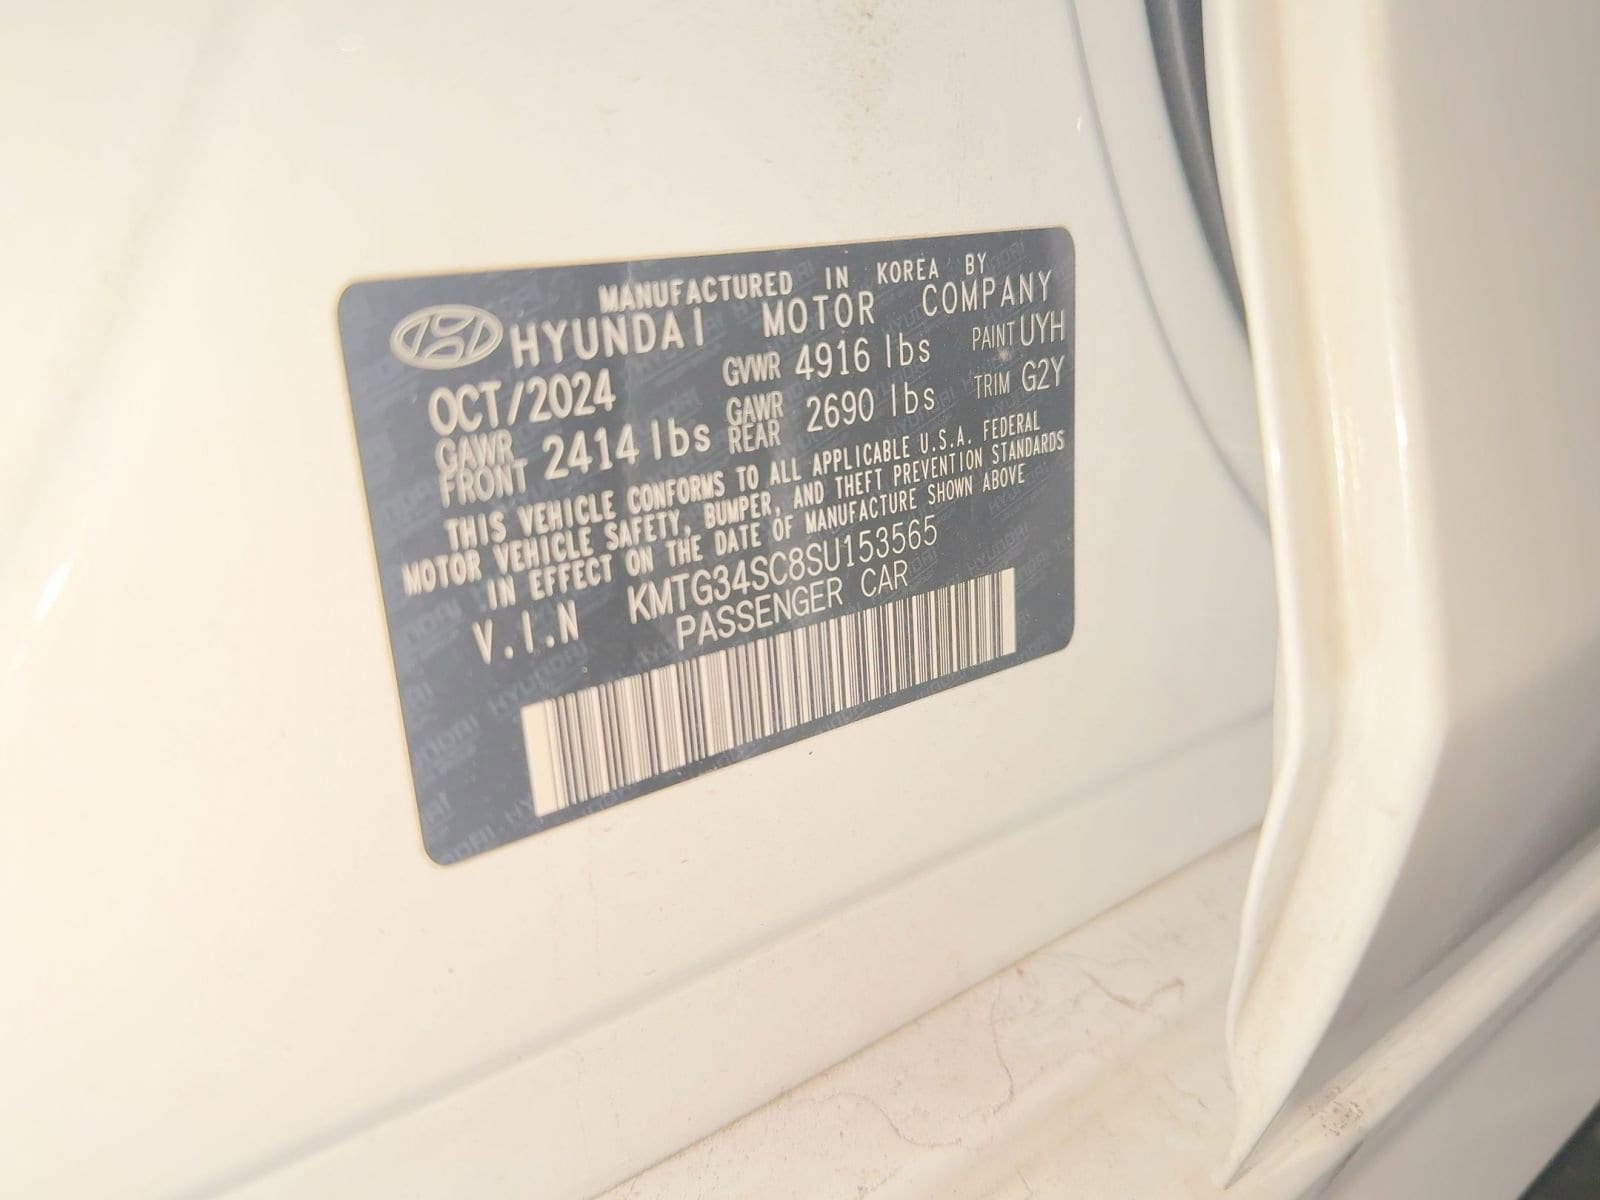 MANUFACTURED IN KOREA BY
HYUNDAI MOTOR COMPANY
OCT/2024 GVWR 4916 lbs PAINT UYH
GAWR FRONT 2414 lbs GAWR REAR 2690 lbs TRIM G2Y
THIS VEHICLE CONFORMS TO ALL APPLICABLE U.S.A. FEDERAL
MOTOR VEHICLE SAFETY, BUMPER, AND THEFT PREVENTION STANDARDS
IN EFFECT ON THE DATE OF MANUFACTURE SHOWN ABOVE
V.I.N KMTG34SC8SU153565
PASSENGER CAR